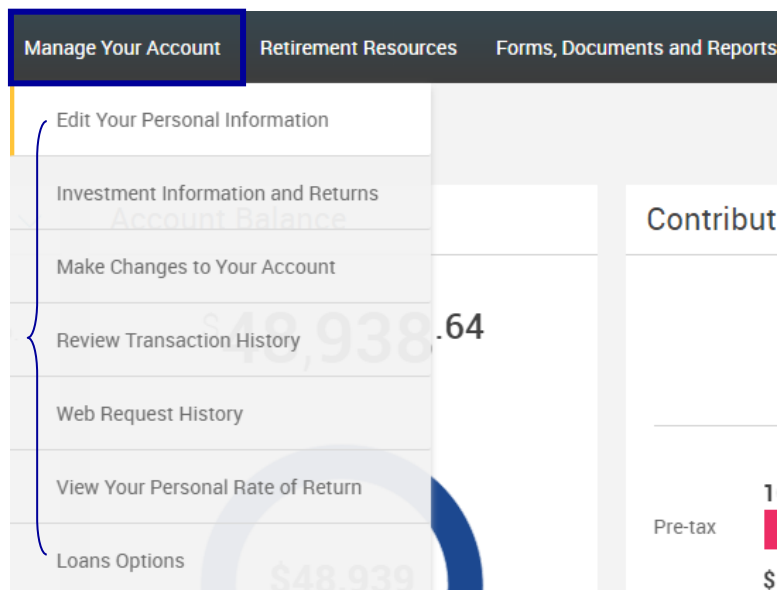 Manage Your Account Retirement Resources Forms, Documents and Reports
Edit Your Personal Information
Investment Information and Returns
Account Balance
Contribut
Make Changes to Your Account
$48,938.64
Review Transaction History
Web Request History
View Your Personal Rate of Return
1
Pre-tax
Loans Options
$48,939
$